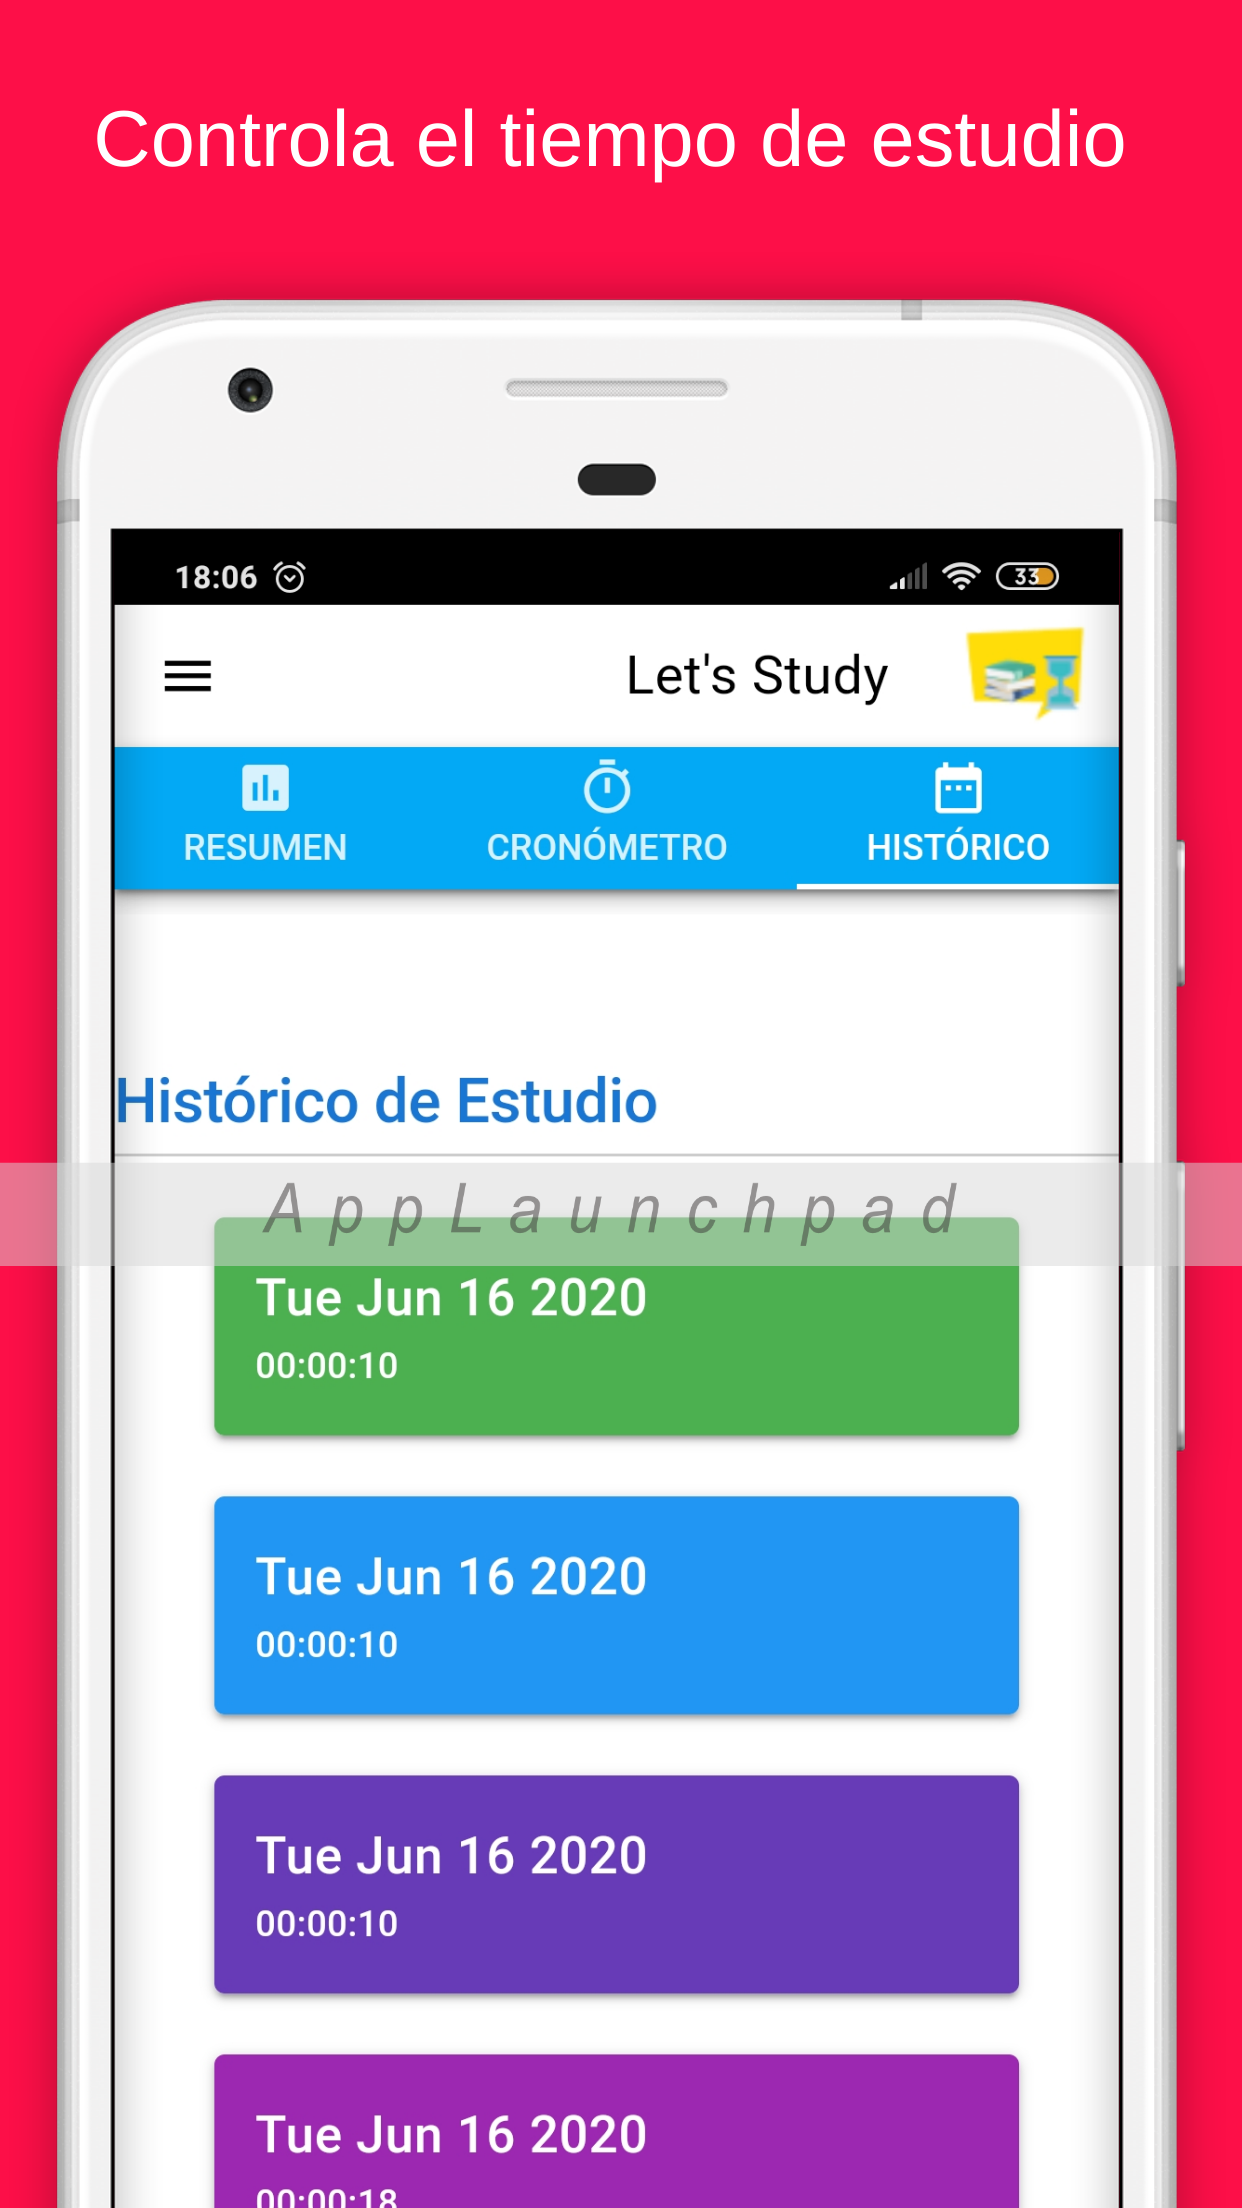 Controla el tiempo de estudio
18:06
33
Let's Study
RESUMEN
CRONÓMETRO
HISTÓRICO
Histórico de Estudio
AppLaunchpad
Tue Jun 16 2020
00:00:10
Tue Jun 16 2020
00:00:10
Tue Jun 16 2020
00:00:10
Tue Jun 16 2020
00:00:18